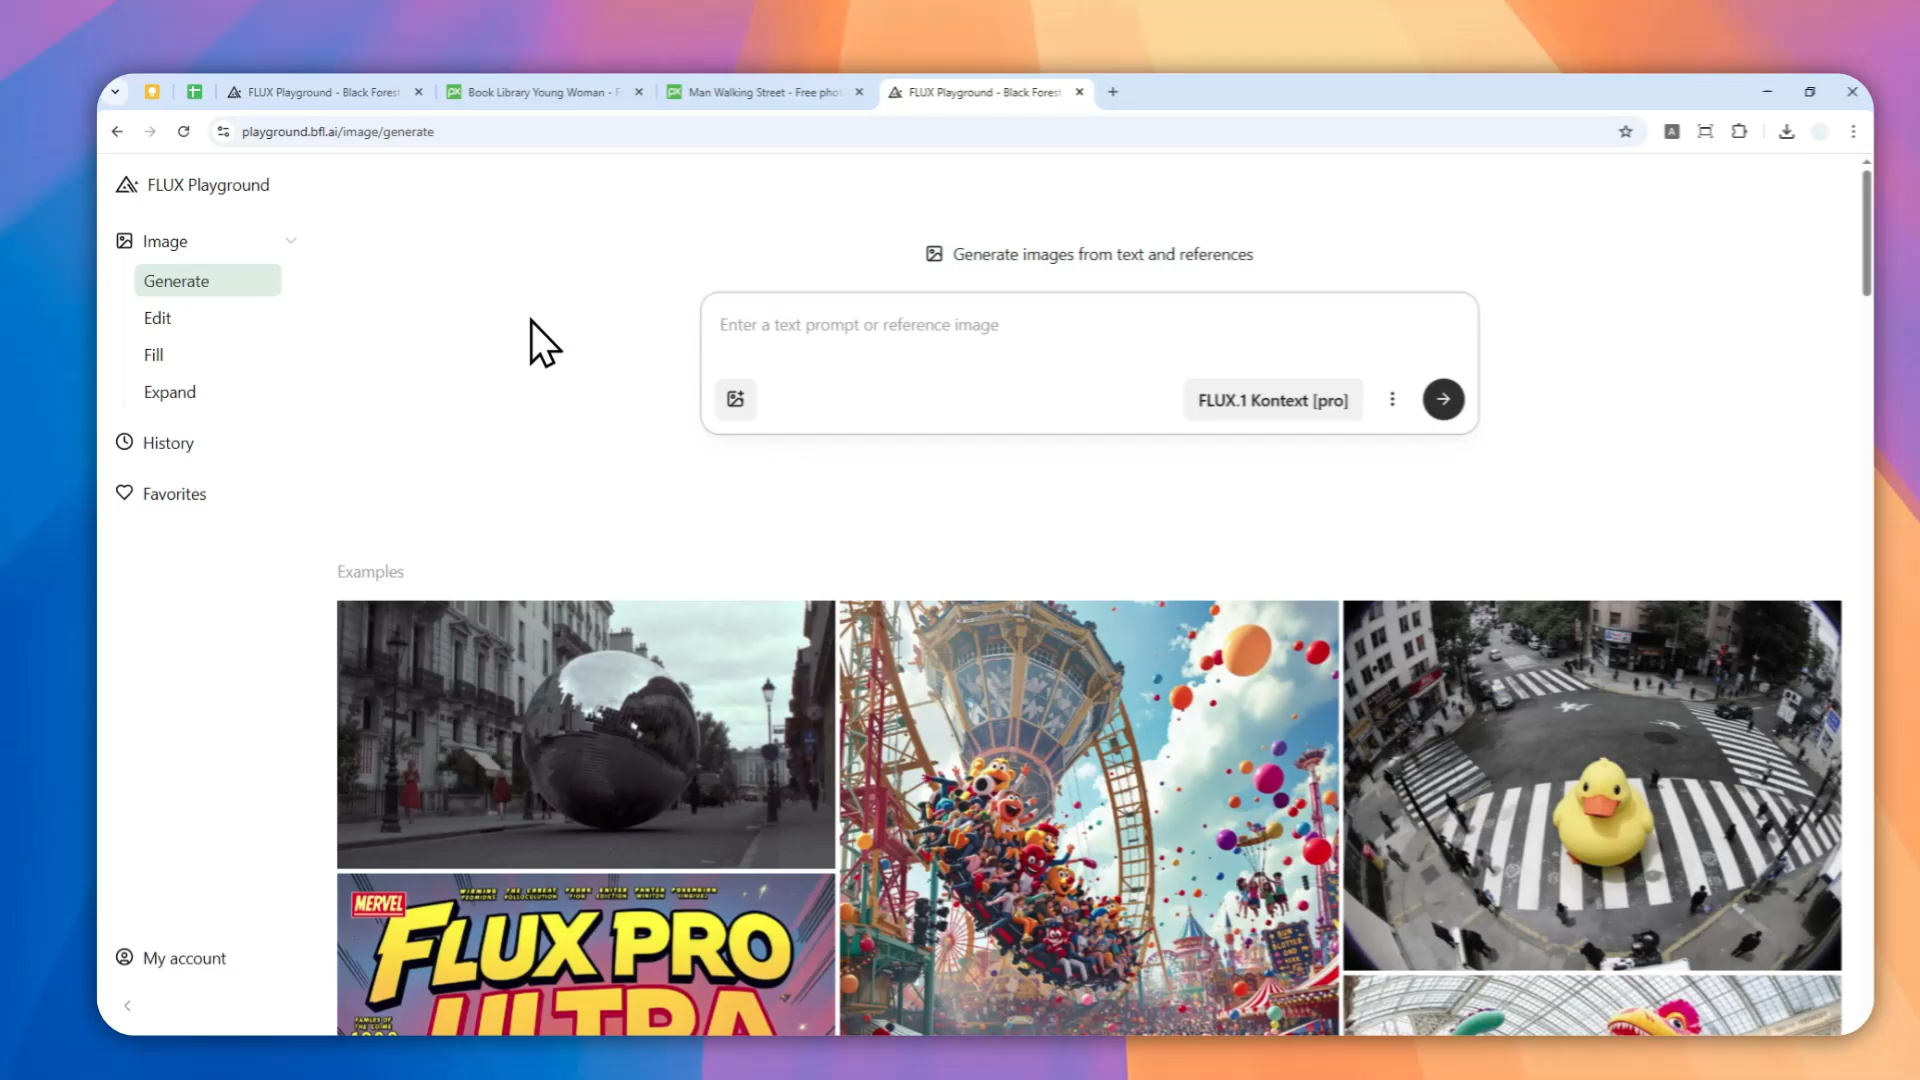 FLUX Playground - Black Forest
Book Library Young Woman - F
Man Walking Street - Free phot
FLUX Playground - Black Forest
playground.bfl.ai/image/generate
FLUX Playground
Image
Generate
Edit
Fill
Expand
History
Favorites
My account
Generate images from text and references
Enter a text prompt or reference image
FLUX.1 Kontext [pro]
Examples
MERVEL
FLUX PRO
ULTRA